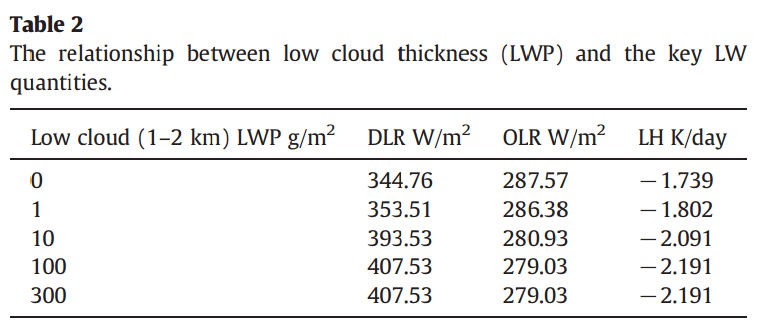 Table 2
The relationship between low cloud thickness (LWP) and the key LW
quantities.
Low cloud (1–2 km) LWP g/m² DLR W/m² OLR W/m² LH K/day
0 344.76 287.57 −1.739
1 353.51 286.38 −1.802
10 393.53 280.93 −2.091
100 407.53 279.03 −2.191
300 407.53 279.03 −2.191